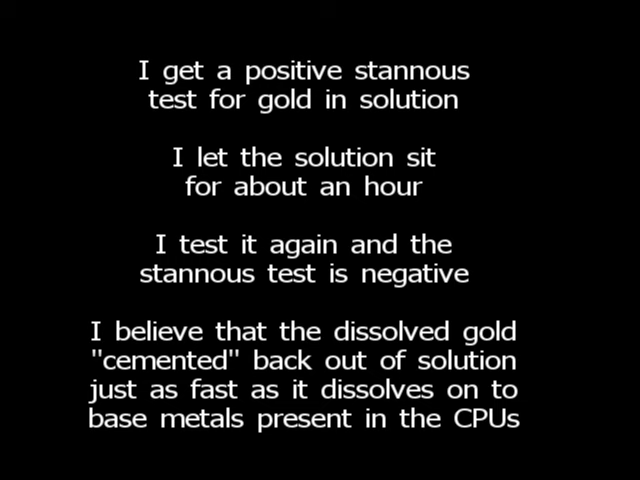 I get a positive stannous
test for gold in solution
I let the solution sit
for about an hour
I test it again and the
stannous test is negative
I believe that the dissolved gold
"cemented" back out of solution
just as fast as it dissolves on to
base metals present in the CPUs